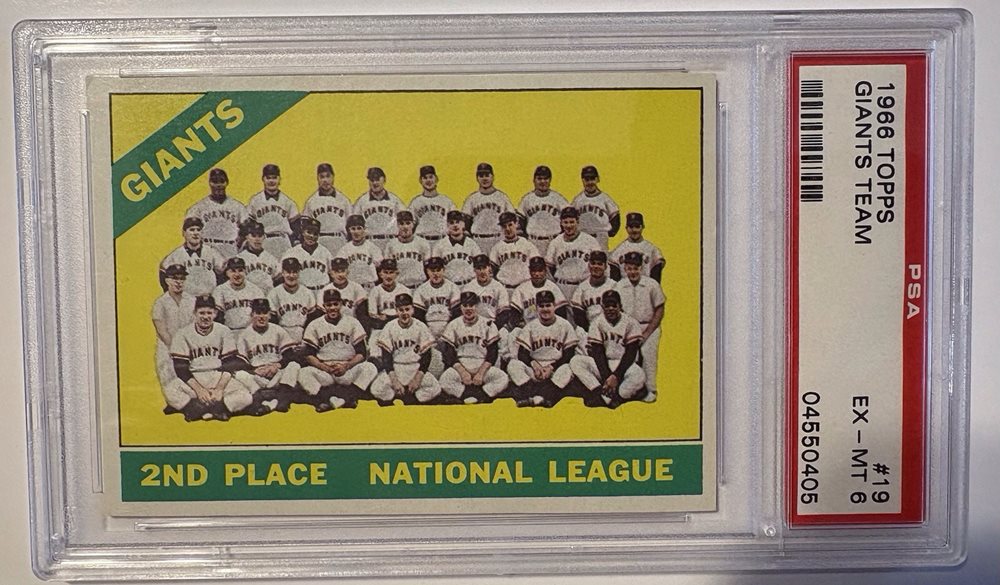 GIANTS
2ND PLACE NATIONAL LEAGUE
1966 TOPPS #19
GIANTS TEAM EX-MT 6
PSA 04550405